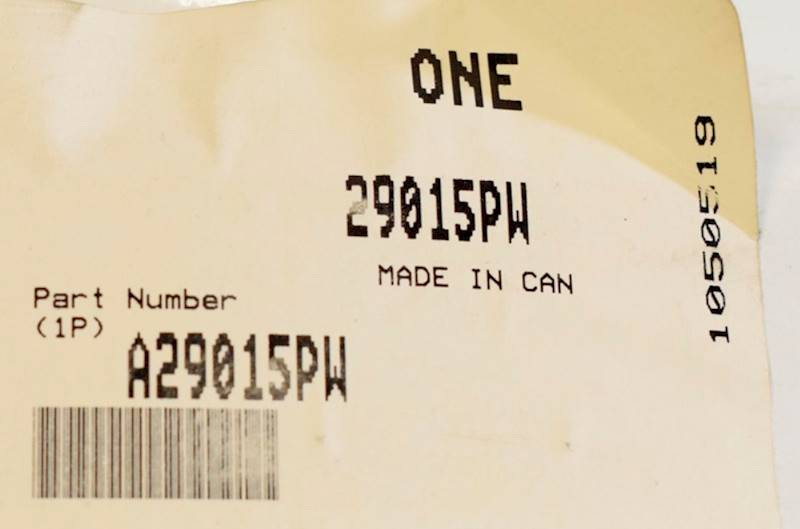 ONE
29015PW
MADE IN CAN
Part Number
(1P)
A29015PW
1050519